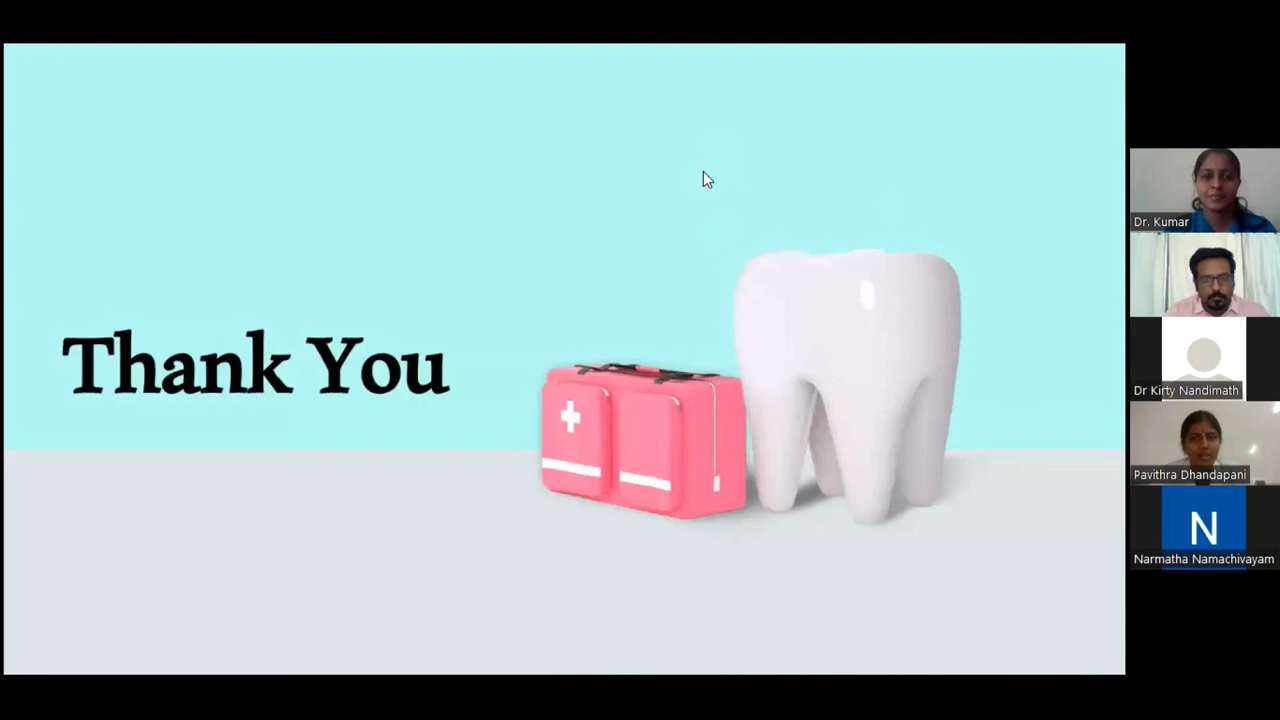 Thank You
Dr. Kumar
Dr Kirty Nandimath
Pavithra Dhandapani
N
Narmatha Namachivayam